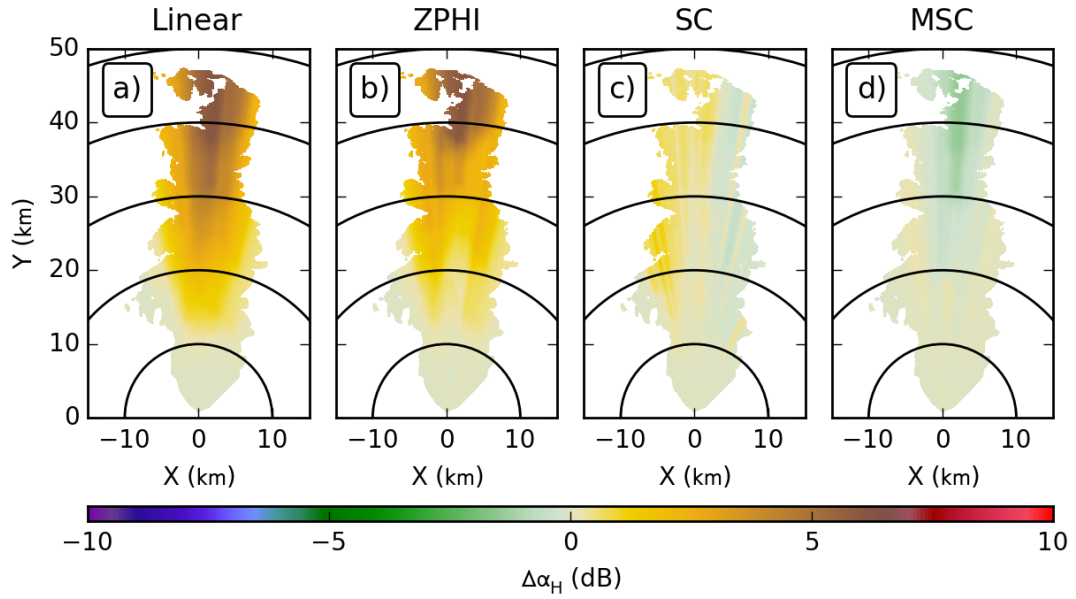 Linear ZPHI SC MSC
50
a) b) c) d)
40
30
Y (km)
20
10
0
−10 0 10 −10 0 10 −10 0 10 −10 0 10
X (km) X (km) X (km) X (km)
−10 −5 0 5 10
Δα_H (dB)